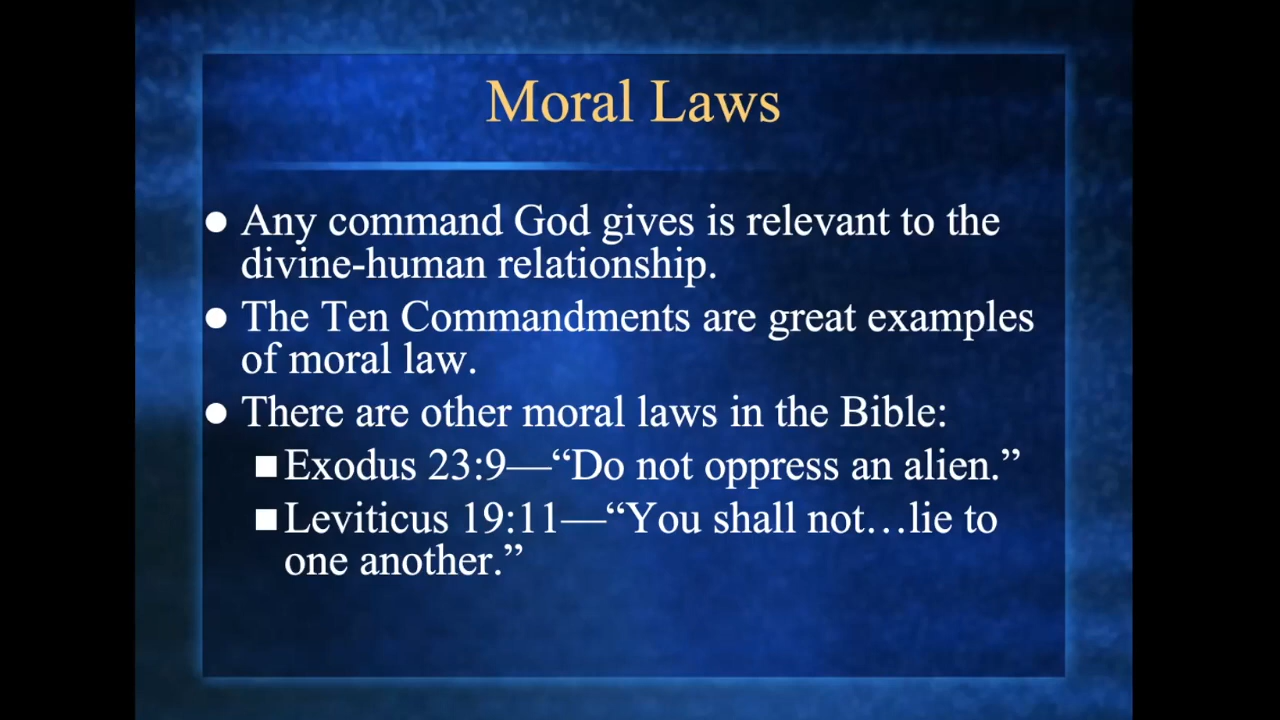 Moral Laws
● Any command God gives is relevant to the
divine-human relationship.
● The Ten Commandments are great examples
of moral law.
● There are other moral laws in the Bible:
■ Exodus 23:9—“Do not oppress an alien.”
■ Leviticus 19:11—“You shall not…lie to
one another.”